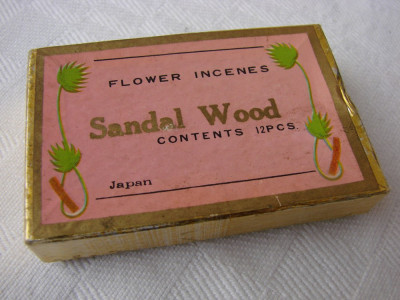 FLOWER INCENES
Sandal Wood
CONTENTS 12PCS
Japan